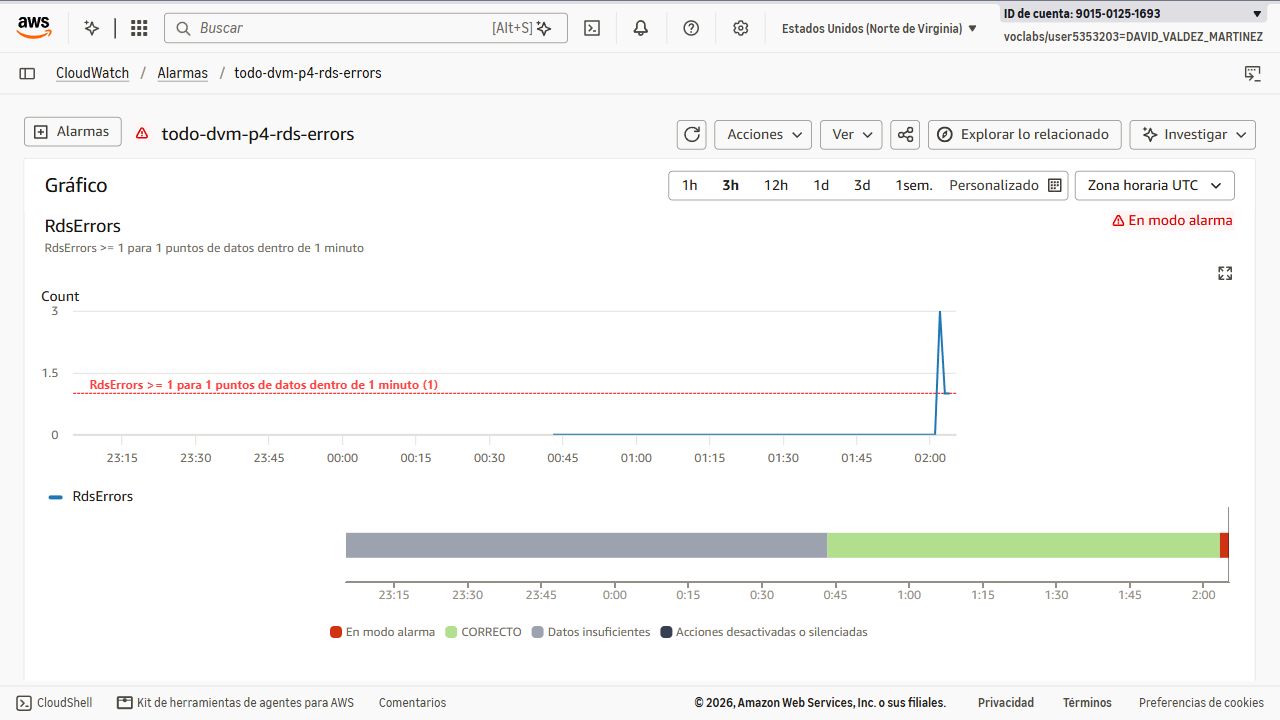 aws
Buscar
[Alt+S]
Estados Unidos (Norte de Virginia)
ID de cuenta: 9015-0125-1693
voclabs/user5353203=DAVID_VALDEZ_MARTINEZ
CloudWatch / Alarmas / todo-dvm-p4-rds-errors
Alarmas
todo-dvm-p4-rds-errors
Acciones
Ver
Explorar lo relacionado
Investigar
Gráfico
1h 3h 12h 1d 3d 1sem. Personalizado
Zona horaria UTC
RdsErrors
En modo alarma
RdsErrors >= 1 para 1 puntos de datos dentro de 1 minuto
Count
3
1.5
RdsErrors >= 1 para 1 puntos de datos dentro de 1 minuto (1)
0
23:15 23:30 23:45 00:00 00:15 00:30 00:45 01:00 01:15 01:30 01:45 02:00
RdsErrors
23:15 23:30 23:45 0:00 0:15 0:30 0:45 1:00 1:15 1:30 1:45 2:00
En modo alarma CORRECTO Datos insuficientes Acciones desactivadas o silenciadas
CloudShell
Kit de herramientas de agentes para AWS
Comentarios
© 2026, Amazon Web Services, Inc. o sus filiales.
Privacidad
Términos
Preferencias de cookies